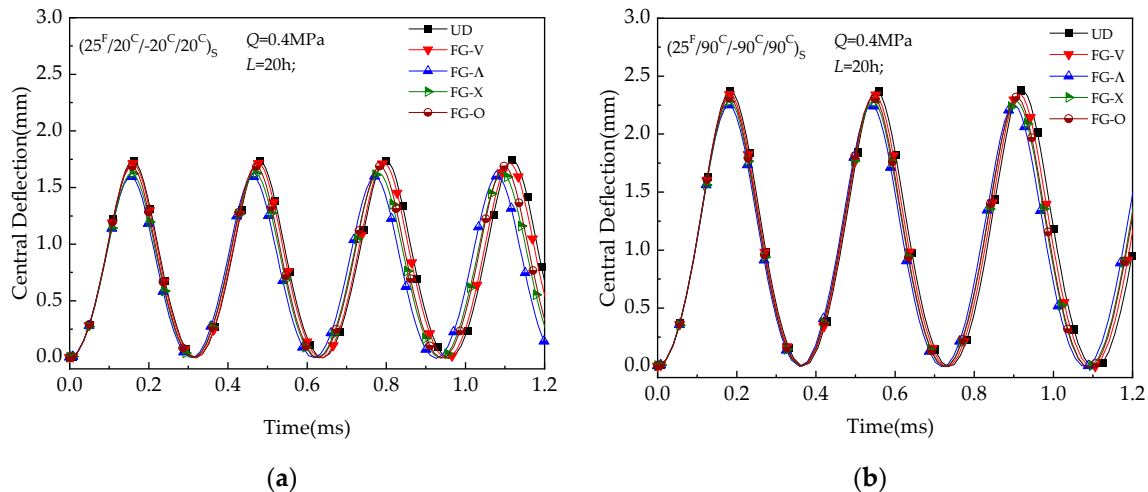 3.0
2.5
2.0
1.5
1.0
0.5
0.0
Central Deflection(mm)
(25^F/20^C/-20^C/20^C)_S
Q=0.4MPa
L=20h;
UD
FG-V
FG-Λ
FG-X
FG-O
0.0 0.2 0.4 0.6 0.8 1.0 1.2
Time(ms)
(a)
3.0
2.5
2.0
1.5
1.0
0.5
0.0
Central Deflection(mm)
(25^F/90^C/-90^C/90^C)_S
Q=0.4MPa
L=20h;
UD
FG-V
FG-Λ
FG-X
FG-O
0.0 0.2 0.4 0.6 0.8 1.0 1.2
Time(ms)
(b)